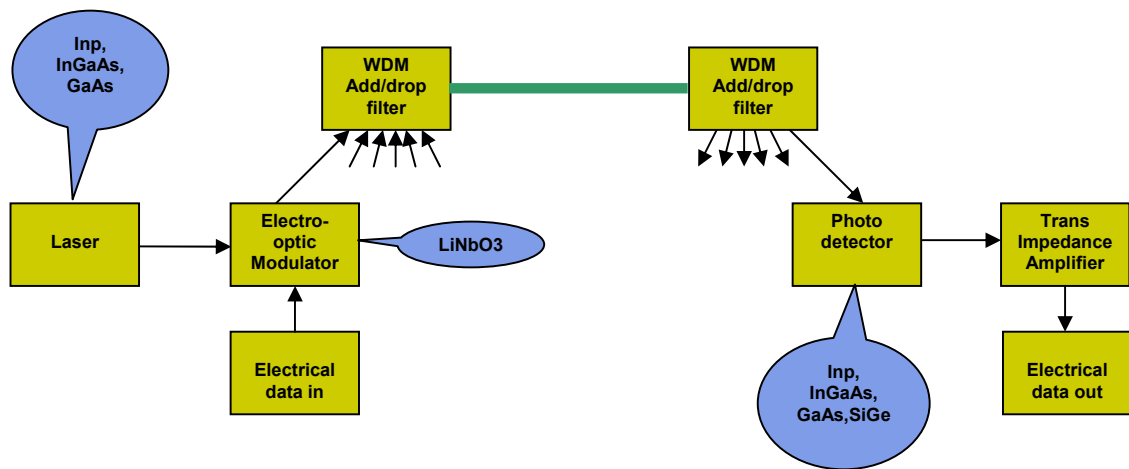 Inp,
InGaAs,
GaAs
WDM
Add/drop
filter
WDM
Add/drop
filter
Laser
Electro-
optic
Modulator
LiNbO3
Photo
detector
Trans
Impedance
Amplifier
Electrical
data in
Inp,
InGaAs,
GaAs,SiGe
Electrical
data out